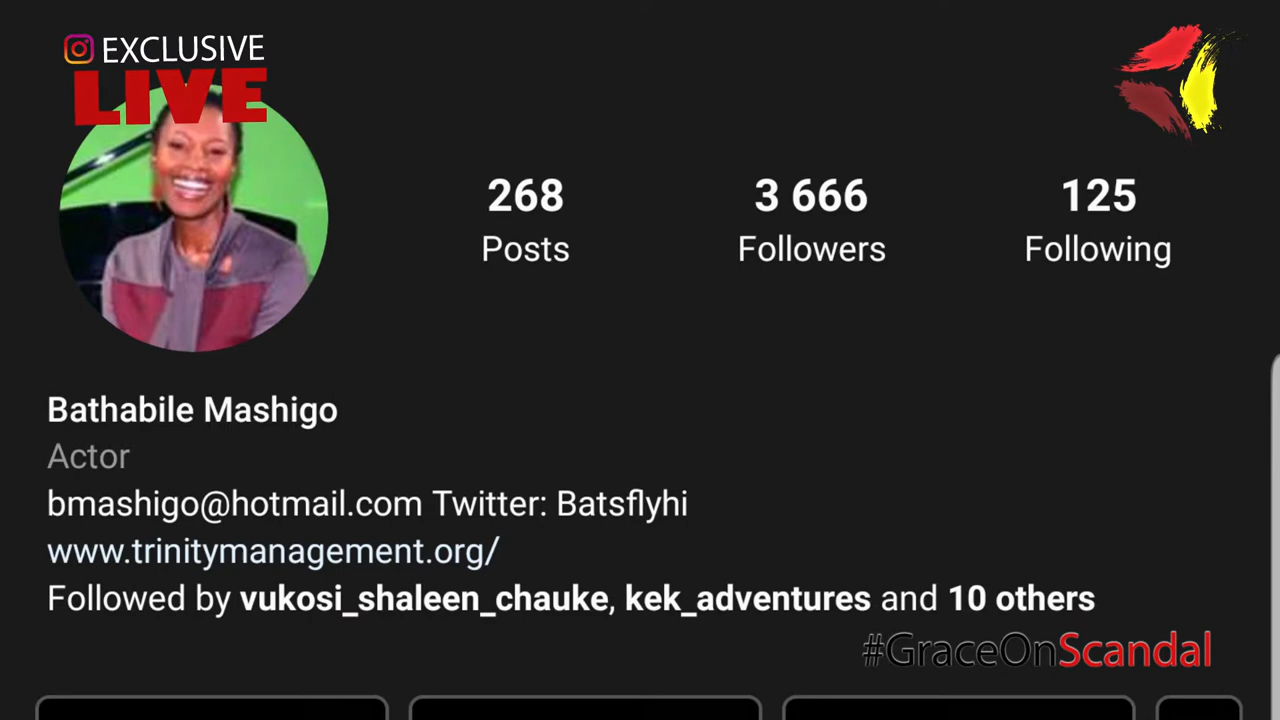 EXCLUSIVE
LIVE
268 3 666 125
Posts Followers Following
Bathabile Mashigo
Actor
bmashigo@hotmail.com Twitter: Batsflyhi
www.trinitymanagement.org/
Followed by vukosi_shaleen_chauke, kek_adventures and 10 others
#GraceOnScandal